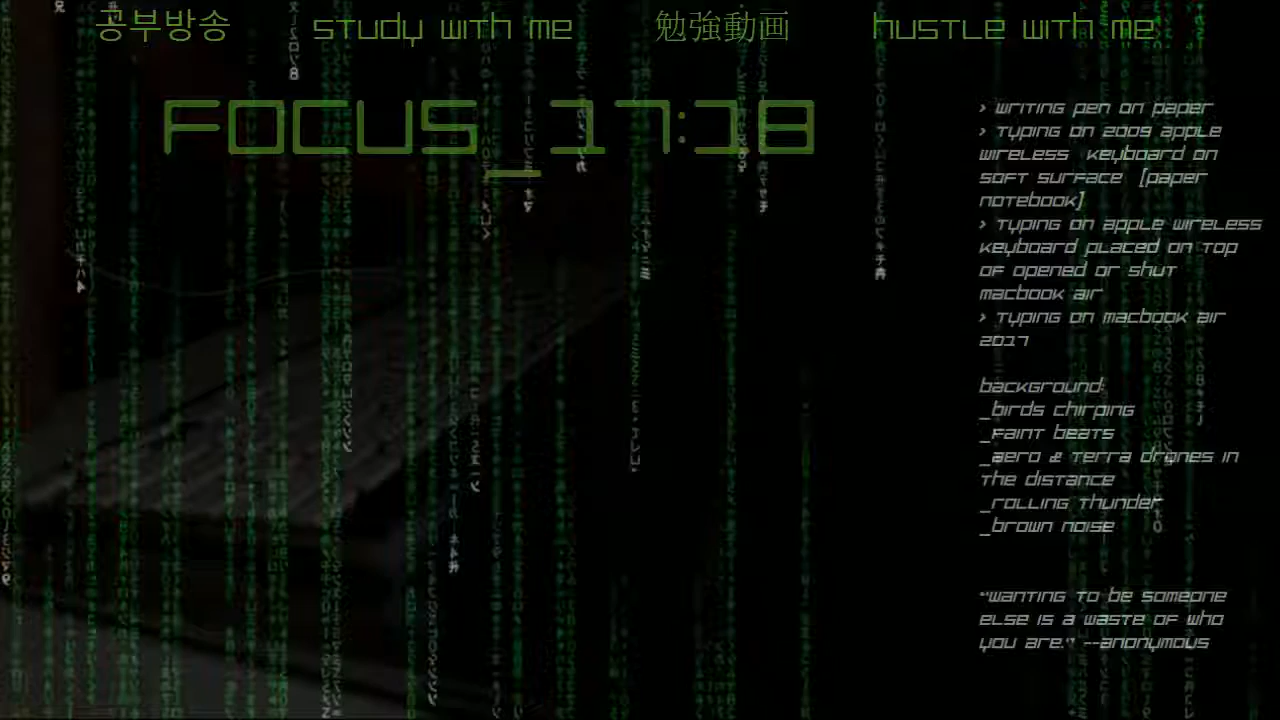 공부방송 study with me 勉強動画 hustle with me
FOCUS_17:18
> writing pen on paper
> typing on 2009 apple
wireless keyboard on
soft surface [paper
notebook]
> typing on apple wireless
keyboard placed on top
of opened or shut
macbook air
> typing on macbook air
2017
background:
_birds chirping
_faint beats
_aero & terra drones in
the distance
_rolling thunder
_brown noise
"wanting to be someone
else is a waste of who
you are." --anonymous